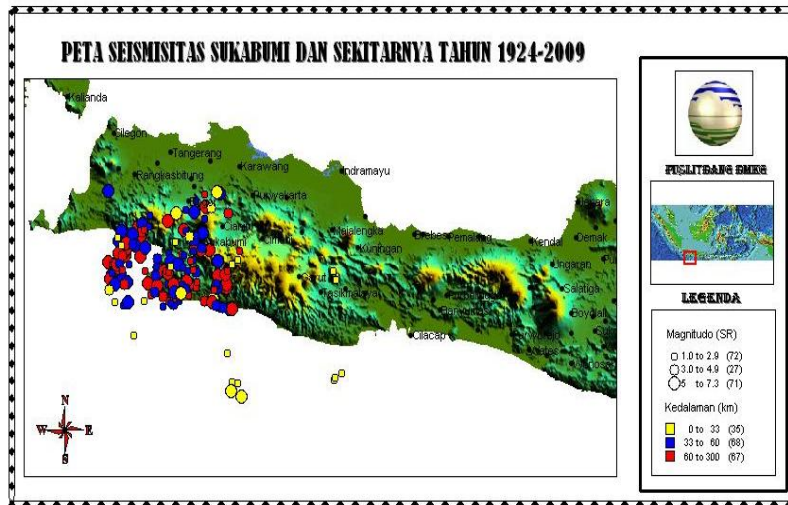 PETA SEISMISITAS SUKABUMI DAN SEKITARNYA TAHUN 1924-2009
Kalianda
Cilegon
Tangerang
Karawang
Indramayu
Rangkasbitung
Purwakarta
Majalengka
Kuningan
Sukabumi
Tasikmalaya
Brebes
Pemalang
Kendal
Demak
Ungaran
Salatiga
Boyolali
Cilacap
N
W E
S
PUSLITBANG BMKG
LEGENDA
Magnitudo (SR)
1.0 to 2.9 (72)
3.0 to 4.9 (27)
5 to 7.3 (71)
Kedalaman (km)
0 to 33 (35)
33 to 60 (68)
60 to 300 (67)